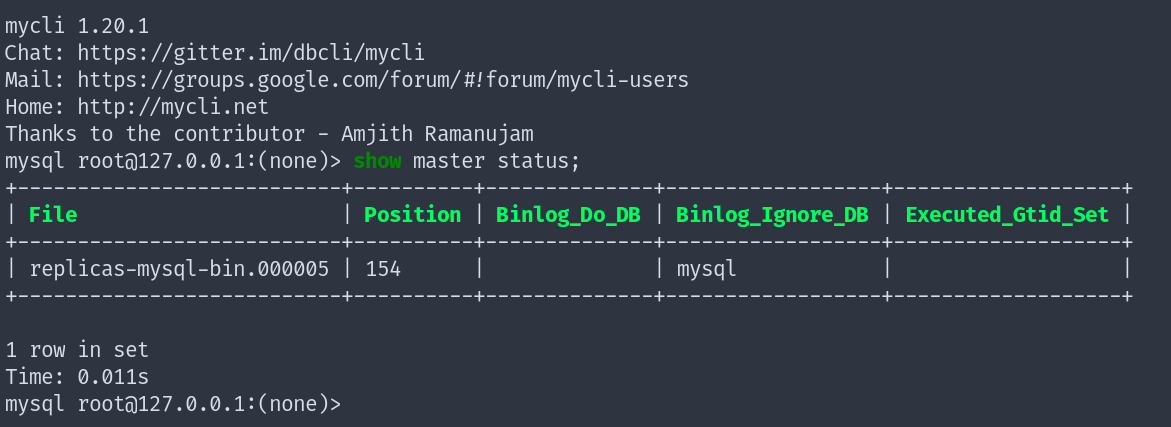 mycli 1.20.1
Chat: https://gitter.im/dbcli/mycli
Mail: https://groups.google.com/forum/#!forum/mycli-users
Home: http://mycli.net
Thanks to the contributor - Amjith Ramanujam
mysql root@127.0.0.1:(none)> show master status;
+---------------------------+----------+--------------+------------------+-------------------+
| File                      | Position | Binlog_Do_DB | Binlog_Ignore_DB | Executed_Gtid_Set |
+---------------------------+----------+--------------+------------------+-------------------+
| replicas-mysql-bin.000005 | 154      |              | mysql            |                   |
+---------------------------+----------+--------------+------------------+-------------------+
1 row in set
Time: 0.011s
mysql root@127.0.0.1:(none)>